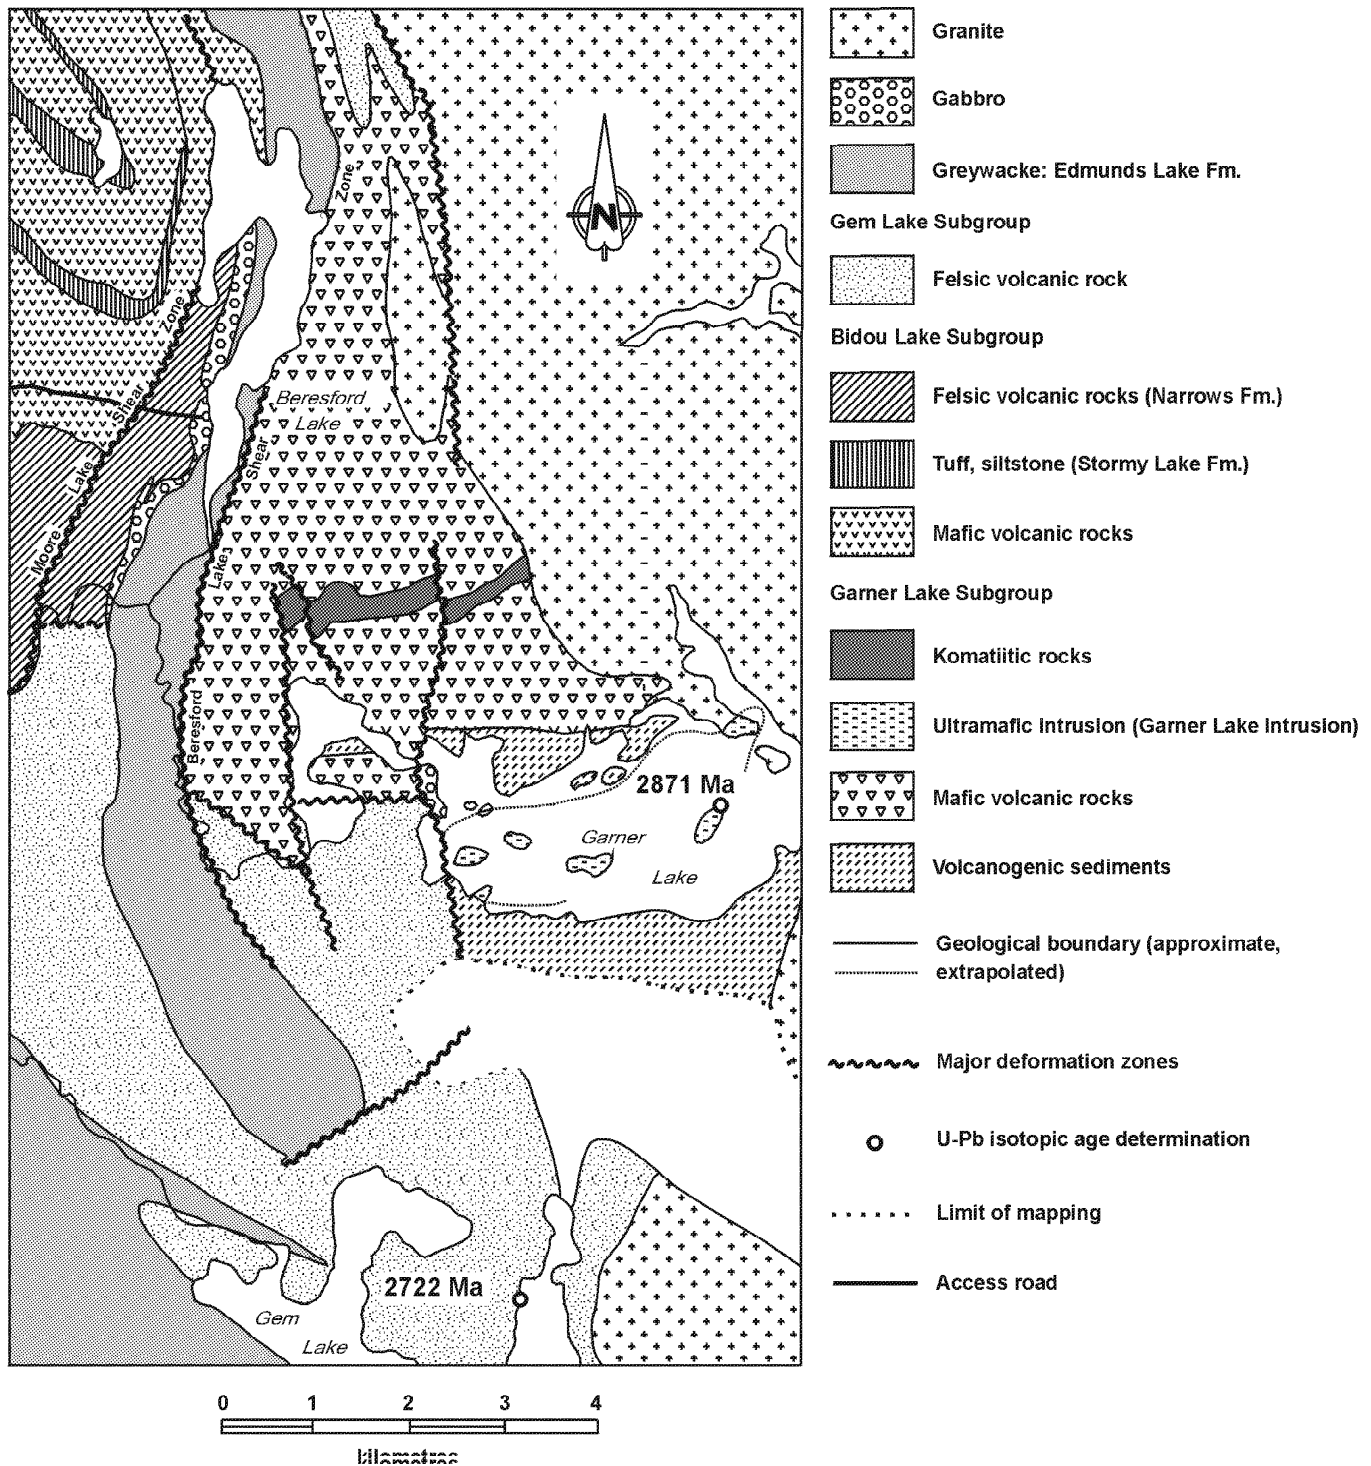 Granite
Gabbro
Greywacke: Edmunds Lake Fm.
Gem Lake Subgroup
Felsic volcanic rock
Bidou Lake Subgroup
Felsic volcanic rocks (Narrows Fm.)
Tuff, siltstone (Stormy Lake Fm.)
Mafic volcanic rocks
Garner Lake Subgroup
Komatiitic rocks
Ultramafic intrusion (Garner Lake intrusion)
Mafic volcanic rocks
Volcanogenic sediments
Geological boundary (approximate,
extrapolated)
Major deformation zones
U-Pb isotopic age determination
Limit of mapping
Access road
N
Moore Lake Shear Zone
Beresford Lake Shear Zone
Beresford
Lake
2871 Ma
Garner
Lake
2722 Ma
Gem
Lake
0 1 2 3 4
kilometres